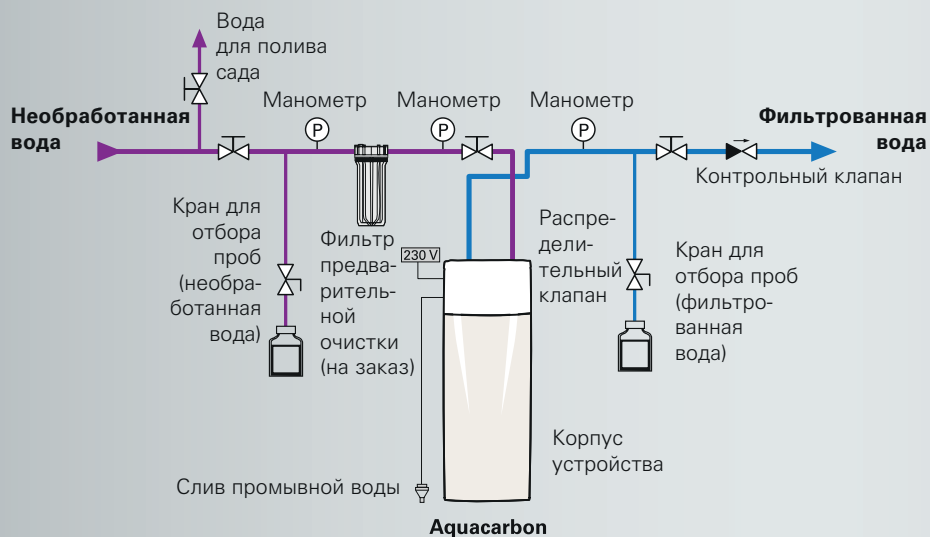 Вода
для полива
сада
Необработанная
вода
Манометр
P
Манометр
P
Манометр
P
Фильтрованная
вода
Контрольный клапан
Кран для
отбора
проб
(необра-
ботанная
вода)
Фильтр
предва-
ритель-
ной
очистки
(на заказ)
230 V
Распре-
дели-
тельный
клапан
Кран для
отбора проб
(фильтро-
ванная
вода)
Корпус
устройства
Слив промывной воды
Aquacarbon